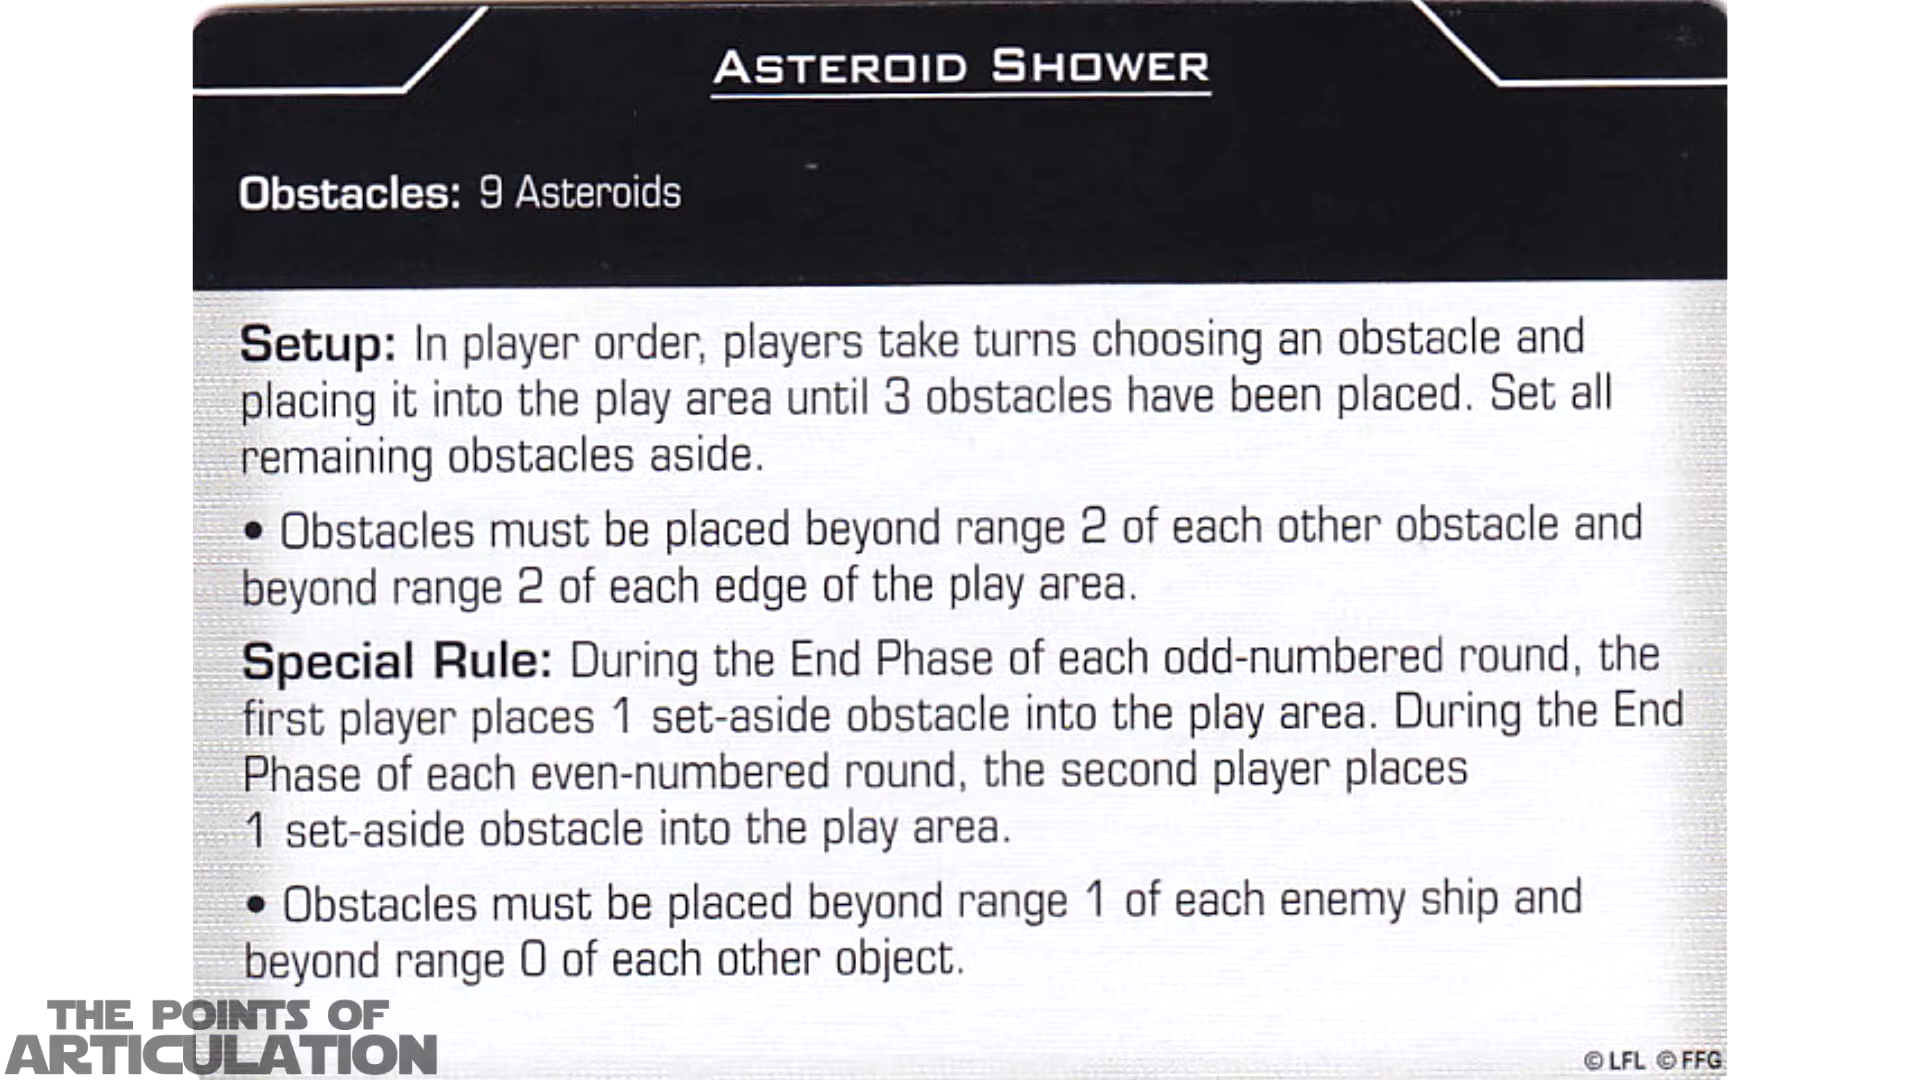 ASTEROID SHOWER
Obstacles: 9 Asteroids
Setup: In player order, players take turns choosing an obstacle and
placing it into the play area until 3 obstacles have been placed. Set all
remaining obstacles aside.
• Obstacles must be placed beyond range 2 of each other obstacle and
beyond range 2 of each edge of the play area.
Special Rule: During the End Phase of each odd-numbered round, the
first player places 1 set-aside obstacle into the play area. During the End
Phase of each even-numbered round, the second player places
1 set-aside obstacle into the play area.
• Obstacles must be placed beyond range 1 of each enemy ship and
beyond range 0 of each other object.
THE POINTS OF
ARTICULATION
© LFL © FFG